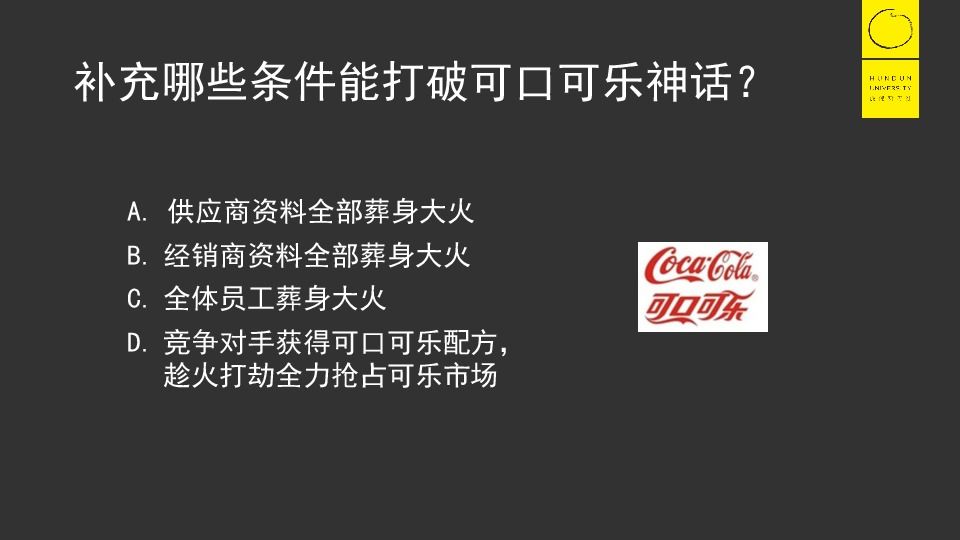 补充哪些条件能打破可口可乐神话？
HUNDUN
UNIVERSITY
A. 供应商资料全部葬身大火
B. 经销商资料全部葬身大火
C. 全体员工葬身大火
D. 竞争对手获得可口可乐配方，
趁火打劫全力抢占可乐市场
Coca-Cola®
可口可乐